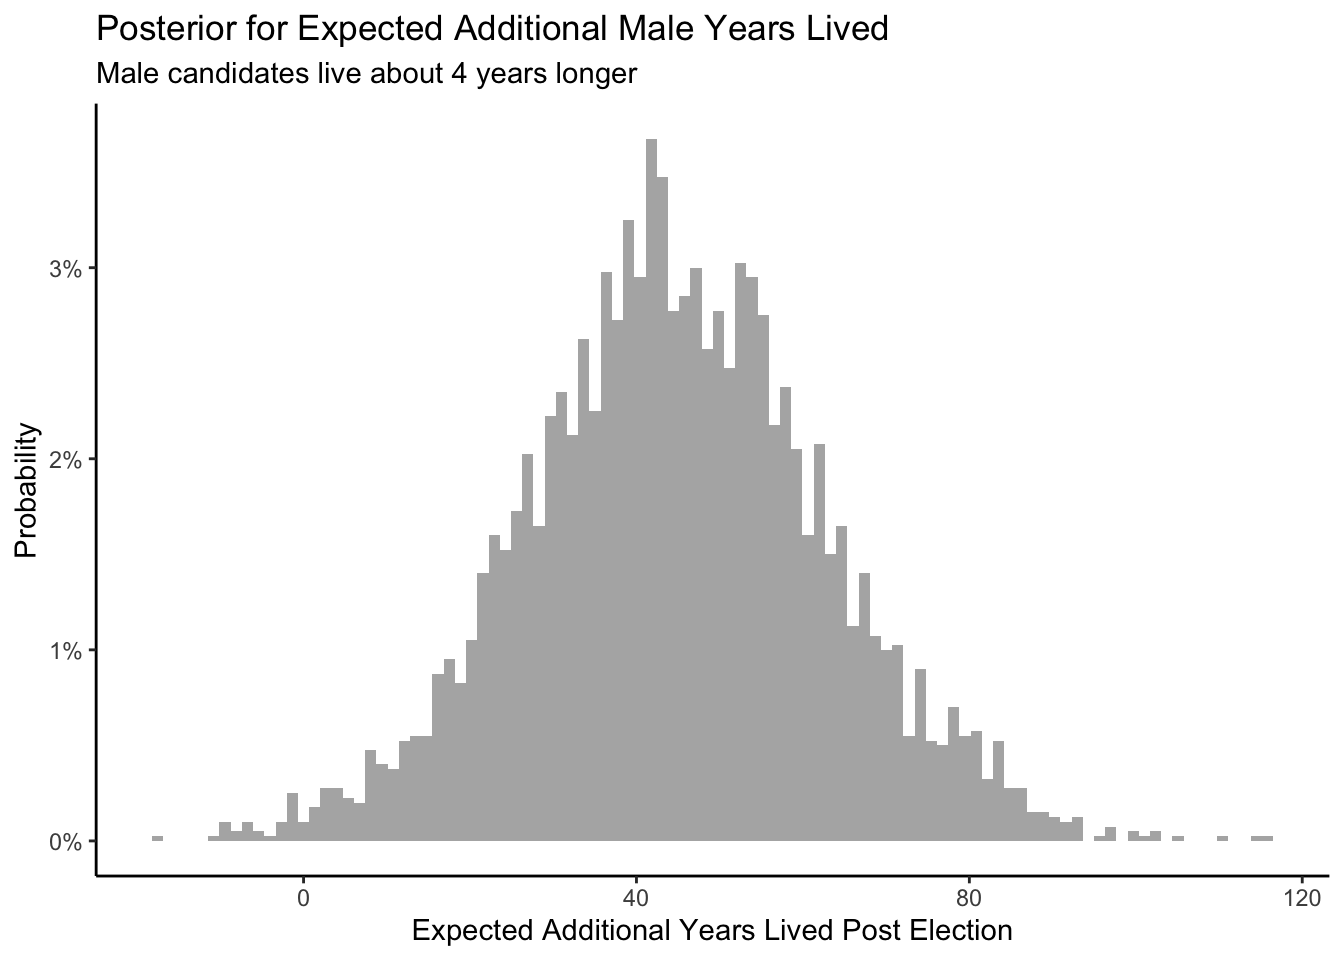 Posterior for Expected Additional Male Years Lived
Male candidates live about 4 years longer
3%
2%
1%
0%
Probability
0 40 80 120
Expected Additional Years Lived Post Election